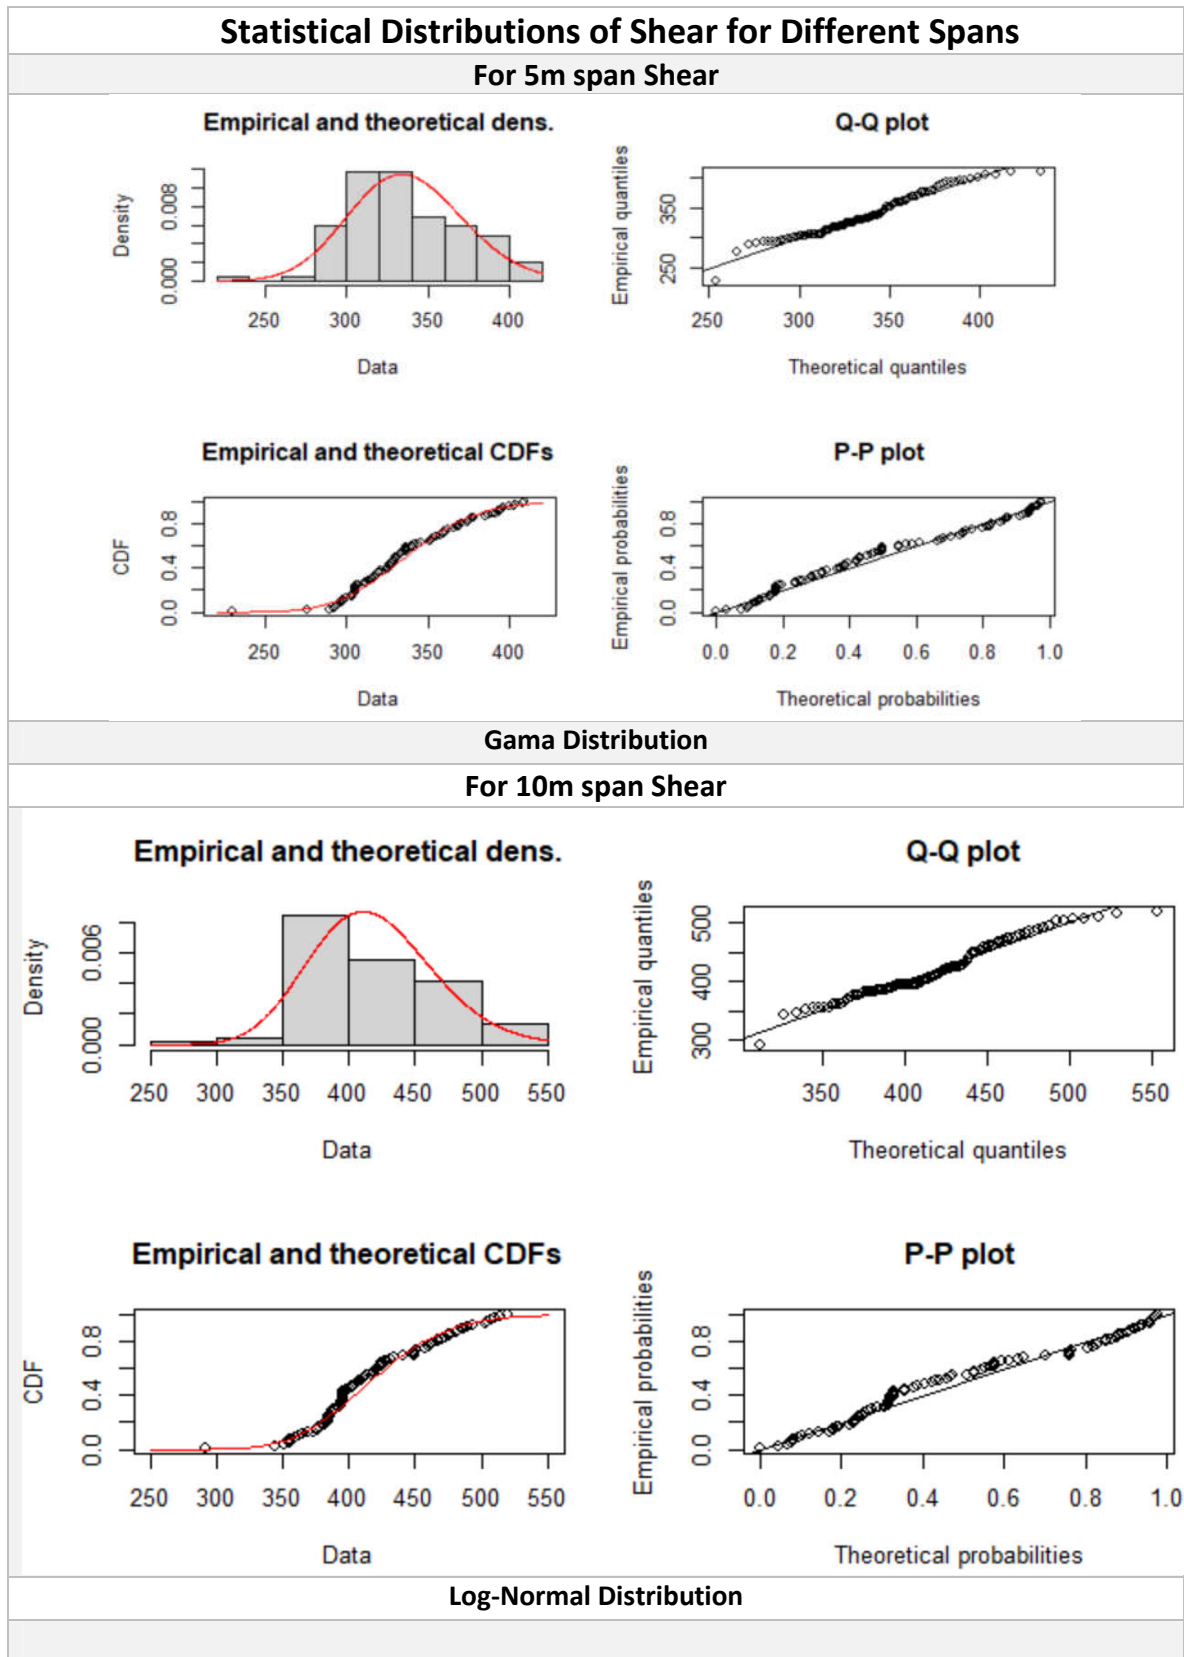 Statistical Distributions of Shear for Different Spans
For 5m span Shear
Empirical and theoretical dens.
Density
0.000 0.008
250 300 350 400
Data
Q-Q plot
Empirical quantiles
250 350
250 300 350 400
Theoretical quantiles
Empirical and theoretical CDFs
CDF
0.0 0.4 0.8
250 300 350 400
Data
P-P plot
Empirical probabilities
0.0 0.4 0.8
0.0 0.2 0.4 0.6 0.8 1.0
Theoretical probabilities
Gama Distribution
For 10m span Shear
Empirical and theoretical dens.
Density
0.000 0.006
250 300 350 400 450 500 550
Data
Q-Q plot
Empirical quantiles
300 400 500
350 400 450 500 550
Theoretical quantiles
Empirical and theoretical CDFs
CDF
0.0 0.4 0.8
250 300 350 400 450 500 550
Data
P-P plot
Empirical probabilities
0.0 0.4 0.8
0.0 0.2 0.4 0.6 0.8 1.0
Theoretical probabilities
Log-Normal Distribution